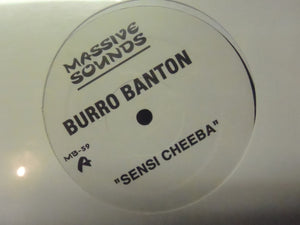 MASSIVE
SOUNDS
BURRO BANTON
MB-59
A
"SENSI CHEEBA"